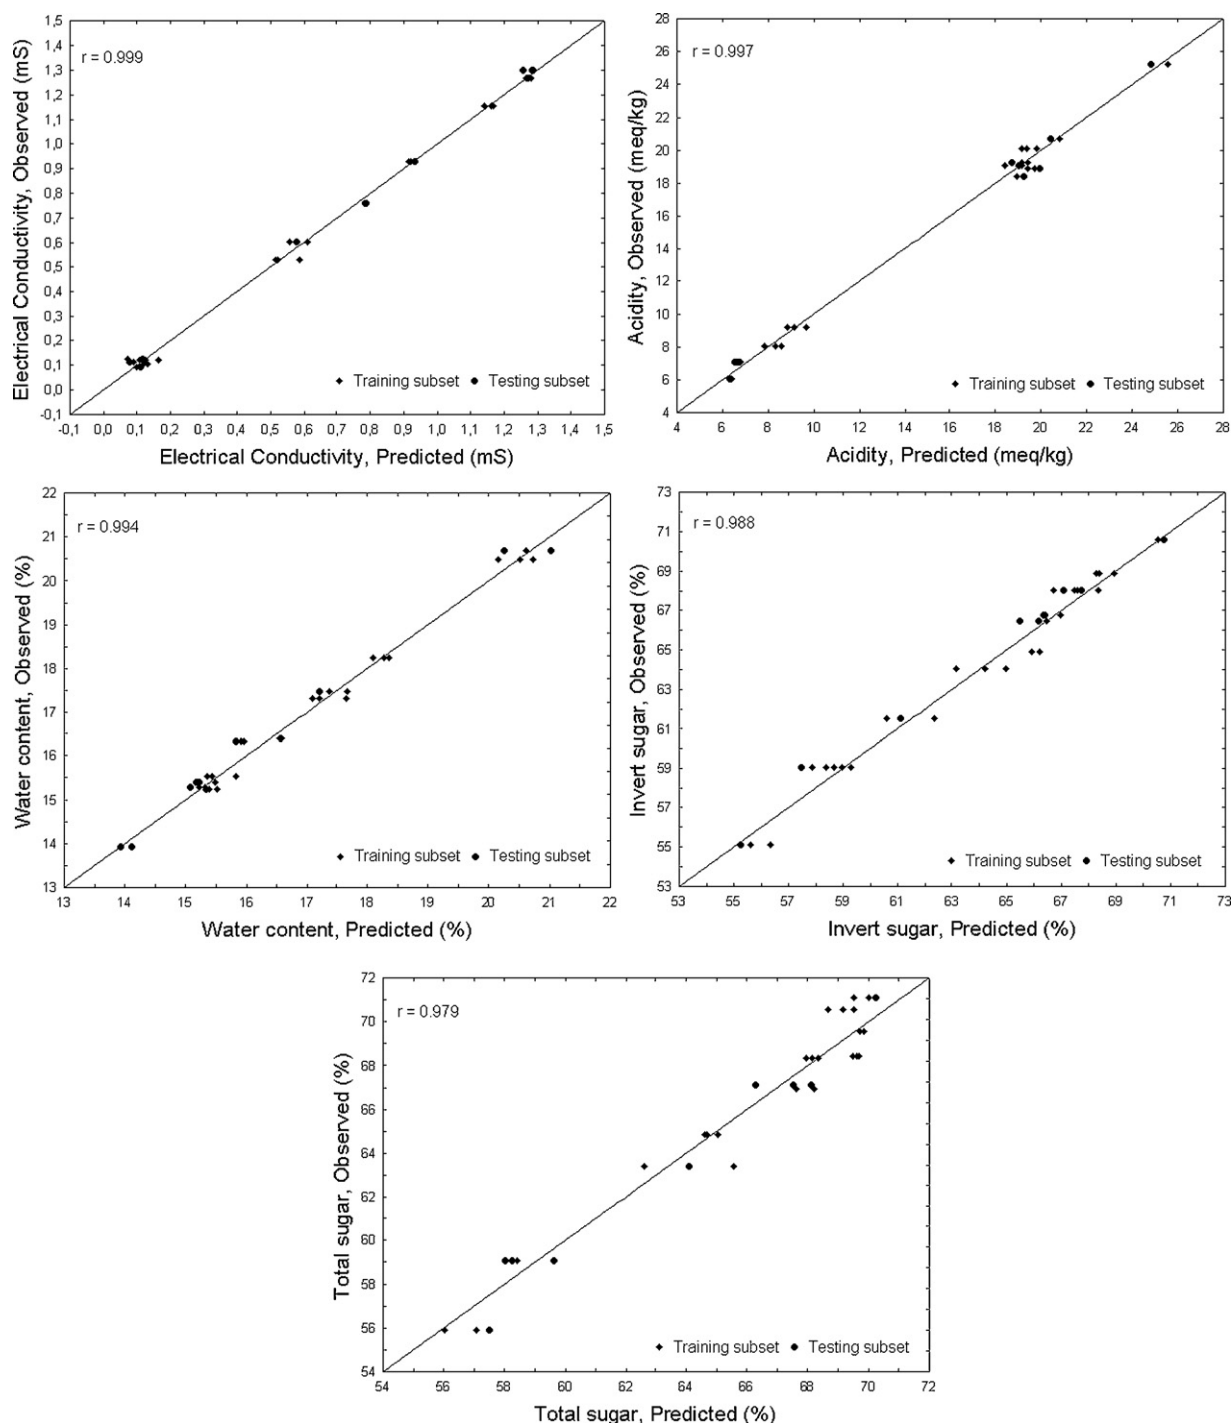 r = 0.999
Electrical Conductivity, Observed (mS)
1,5
1,4
1,3
1,2
1,1
1,0
0,9
0,8
0,7
0,6
0,5
0,4
0,3
0,2
0,1
0,0
-0,1
Training subset Testing subset
-0,1 0,0 0,1 0,2 0,3 0,4 0,5 0,6 0,7 0,8 0,9 1,0 1,1 1,2 1,3 1,4 1,5
Electrical Conductivity, Predicted (mS)
r = 0.997
Acidity, Observed (meq/kg)
28
26
24
22
20
18
16
14
12
10
8
6
4
Training subset Testing subset
4 6 8 10 12 14 16 18 20 22 24 26 28
Acidity, Predicted (meq/kg)
r = 0.994
Water content, Observed (%)
22
21
20
19
18
17
16
15
14
13
Training subset Testing subset
13 14 15 16 17 18 19 20 21 22
Water content, Predicted (%)
r = 0.988
Invert sugar, Observed (%)
73
71
69
67
65
63
61
59
57
55
53
Training subset Testing subset
53 55 57 59 61 63 65 67 69 71 73
Invert sugar, Predicted (%)
r = 0.979
Total sugar, Observed (%)
72
70
68
66
64
62
60
58
56
54
Training subset Testing subset
54 56 58 60 62 64 66 68 70 72
Total sugar, Predicted (%)